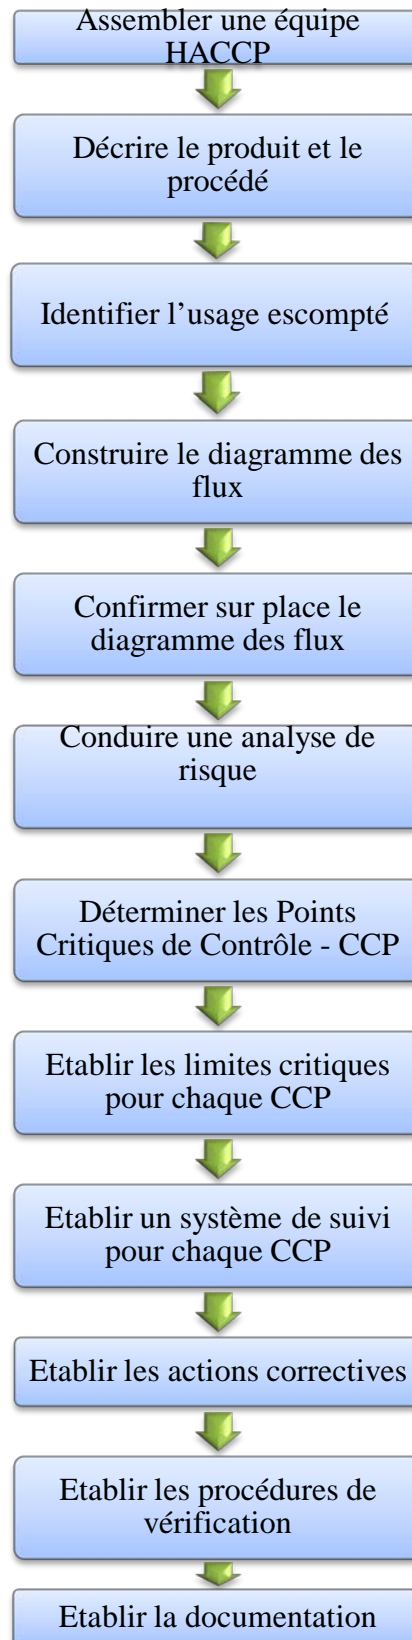 Assembler une équipe
HACCP
Décrire le produit et le
procédé
Identifier l'usage escompté
Construire le diagramme des
flux
Confirmer sur place le
diagramme des flux
Conduire une analyse de
risque
Déterminer les Points
Critiques de Contrôle - CCP
Etablir les limites critiques
pour chaque CCP
Etablir un système de suivi
pour chaque CCP
Etablir les actions correctives
Etablir les procédures de
vérification
Etablir la documentation